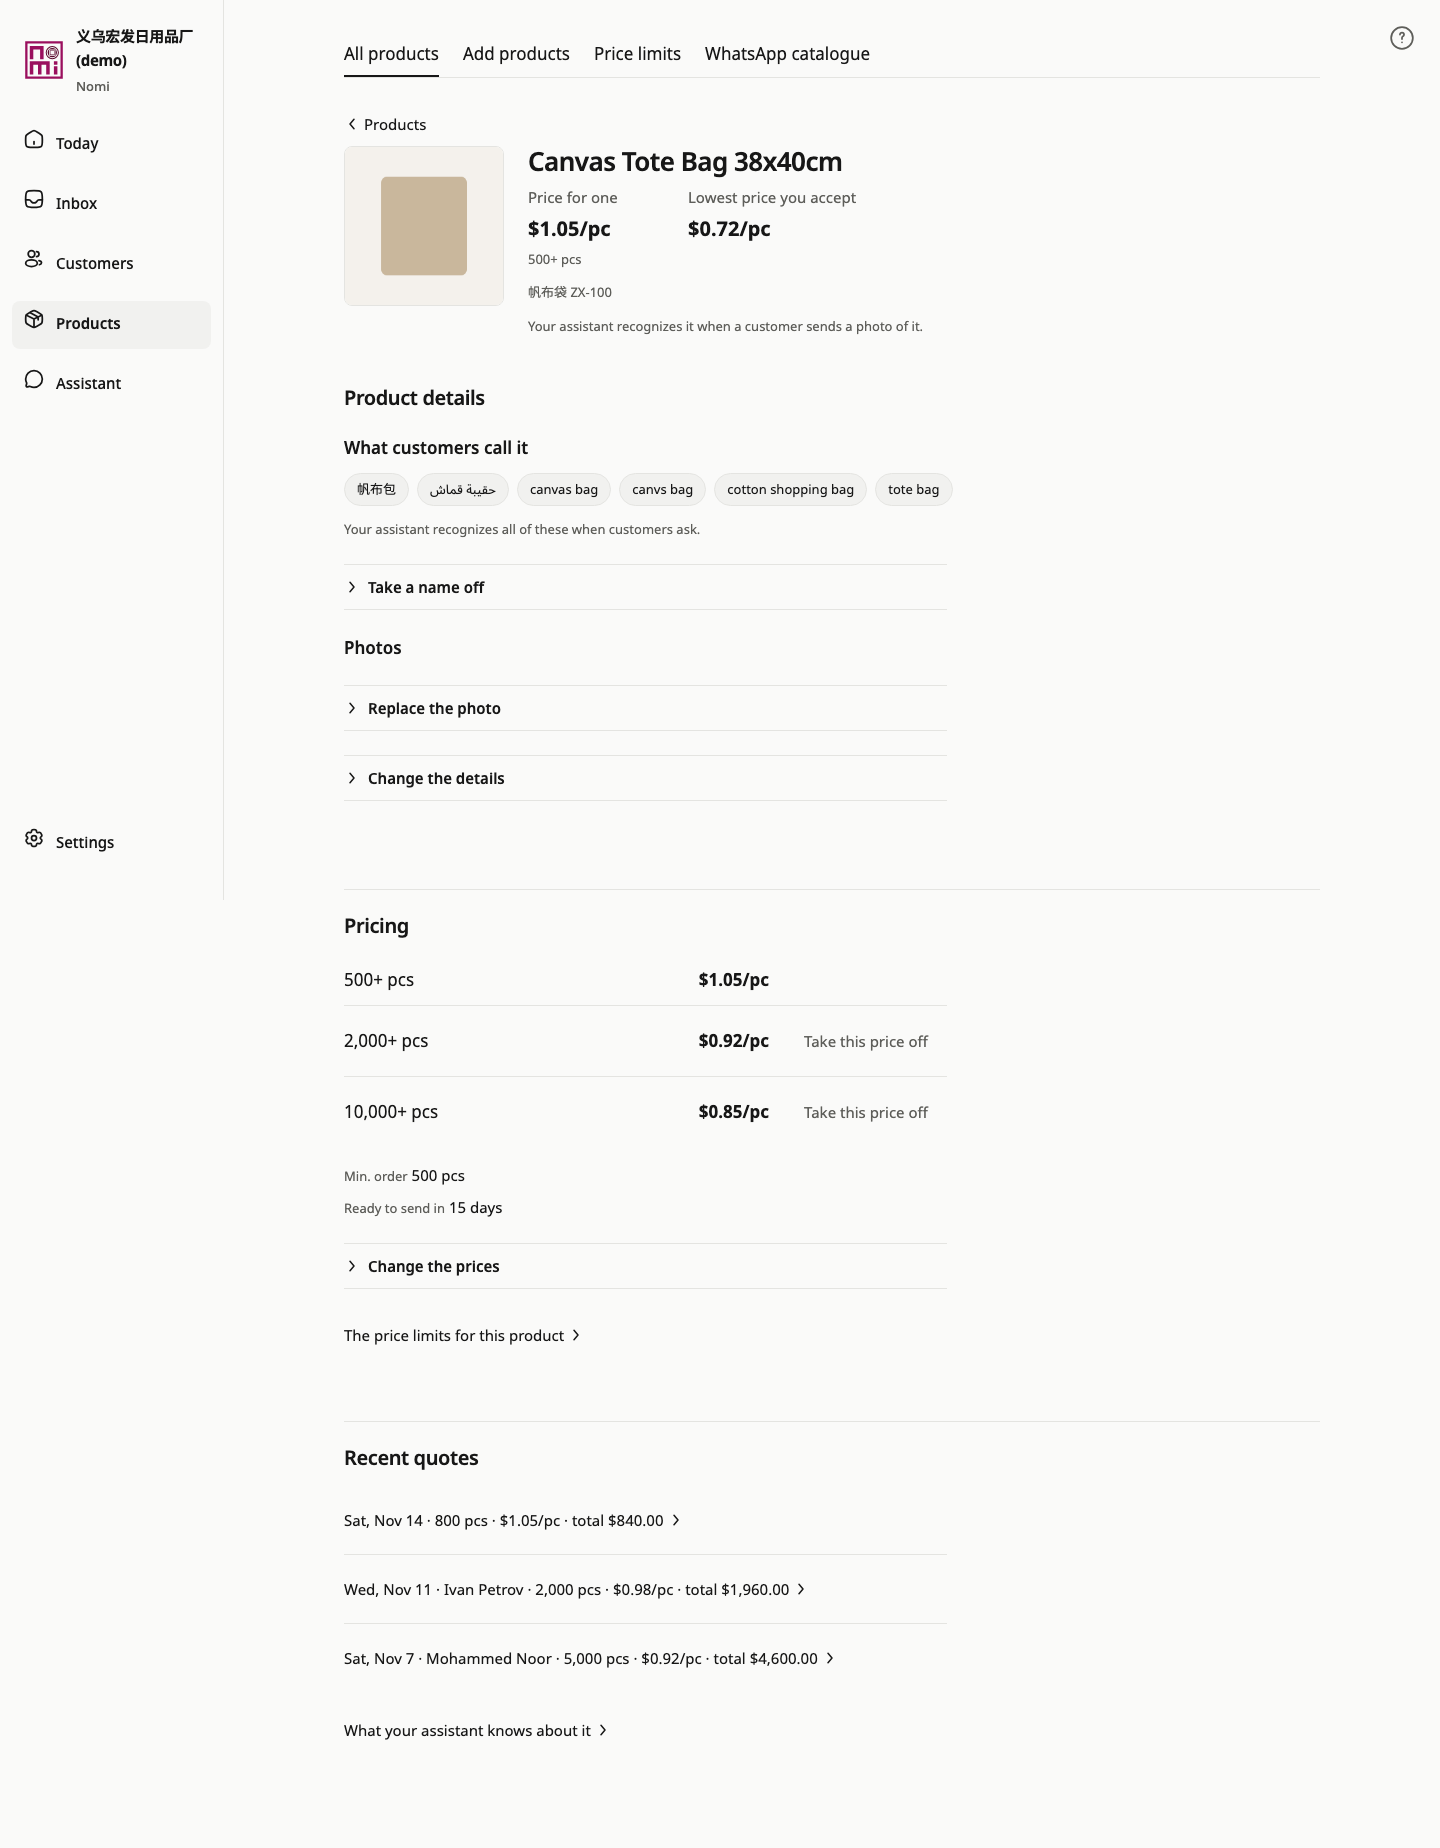 义乌宏发日用品厂
(demo)
Nomi
Today
Inbox
Customers
Products
Assistant
Settings
All products
Add products
Price limits
WhatsApp catalogue
Products
Canvas Tote Bag 38x40cm
Price for one
Lowest price you accept
$1.05/pc
$0.72/pc
500+ pcs
帆布袋 ZX-100
Your assistant recognizes it when a customer sends a photo of it.
Product details
What customers call it
帆布包
حقيبة قماش
canvas bag
canvs bag
cotton shopping bag
tote bag
Your assistant recognizes all of these when customers ask.
Take a name off
Photos
Replace the photo
Change the details
Pricing
500+ pcs $1.05/pc
2,000+ pcs $0.92/pc Take this price off
10,000+ pcs $0.85/pc Take this price off
Min. order 500 pcs
Ready to send in 15 days
Change the prices
The price limits for this product
Recent quotes
Sat, Nov 14 · 800 pcs · $1.05/pc · total $840.00
Wed, Nov 11 · Ivan Petrov · 2,000 pcs · $0.98/pc · total $1,960.00
Sat, Nov 7 · Mohammed Noor · 5,000 pcs · $0.92/pc · total $4,600.00
What your assistant knows about it